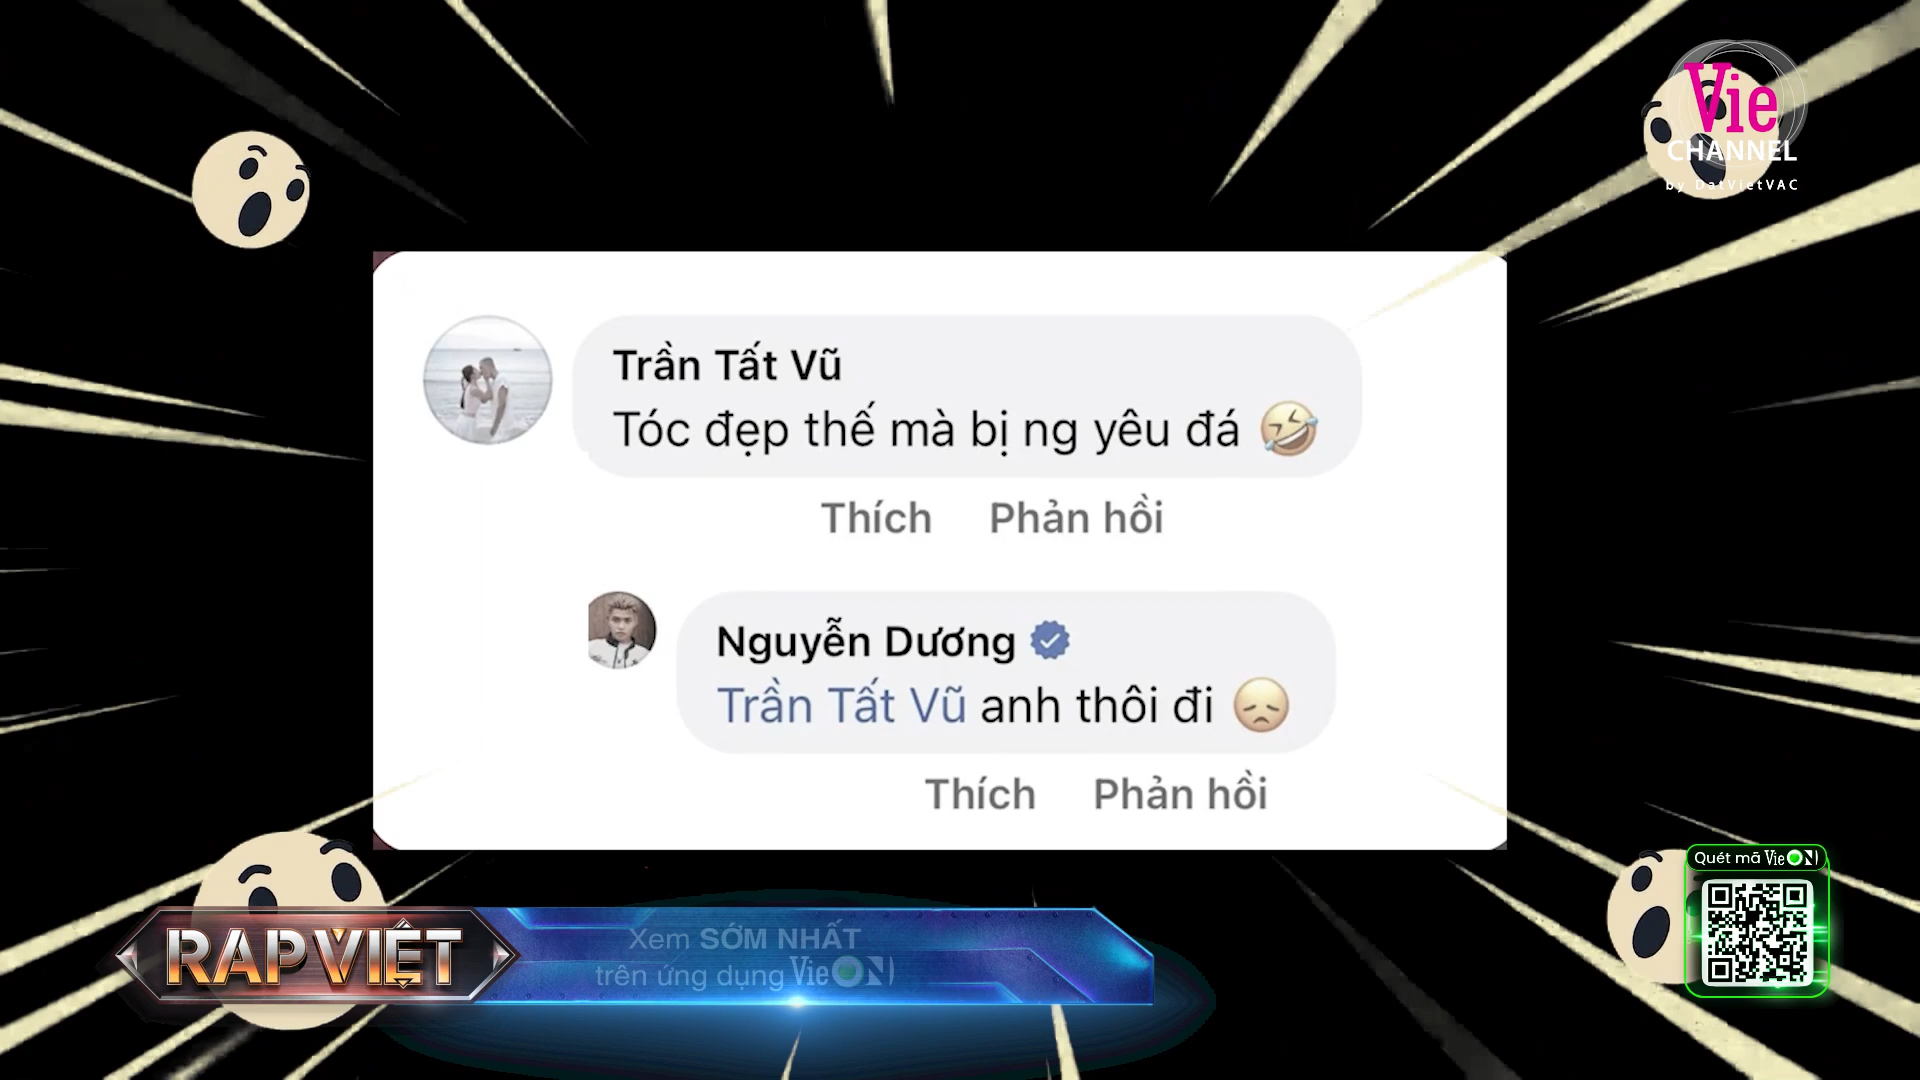 Vie
CHANNEL
by DatVietVAC
Trần Tất Vũ
Tóc đẹp thế mà bị ng yêu đá
Thích Phản hồi
Nguyễn Dương
Trần Tất Vũ anh thôi đi
Thích Phản hồi
Quét mã VieON
RAP VIỆT
Xem SỚM NHẤT
trên ứng dụng VieON